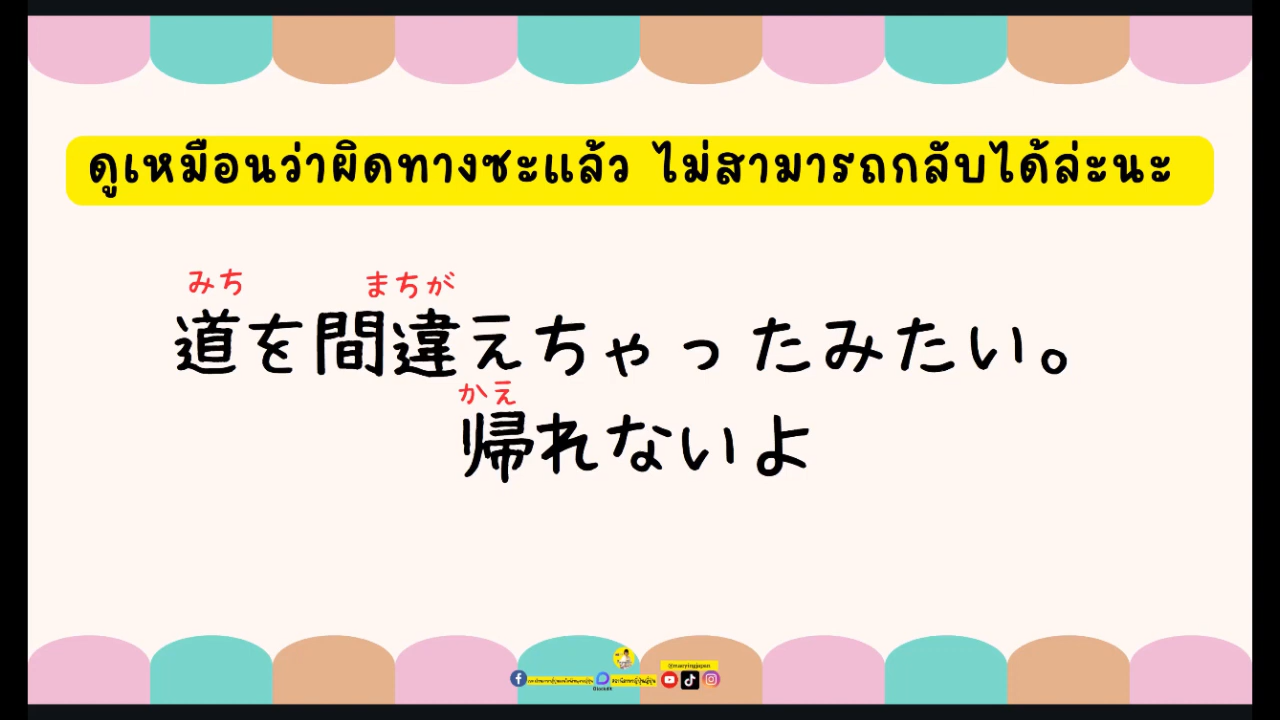 ดูเหมือนว่าผิดทางซะแล้ว ไม่สามารถกลับได้ล่ะนะ
みち まちが
道を間違えちゃったみたい。
かえ
帰れないよ
@maeyingjapan